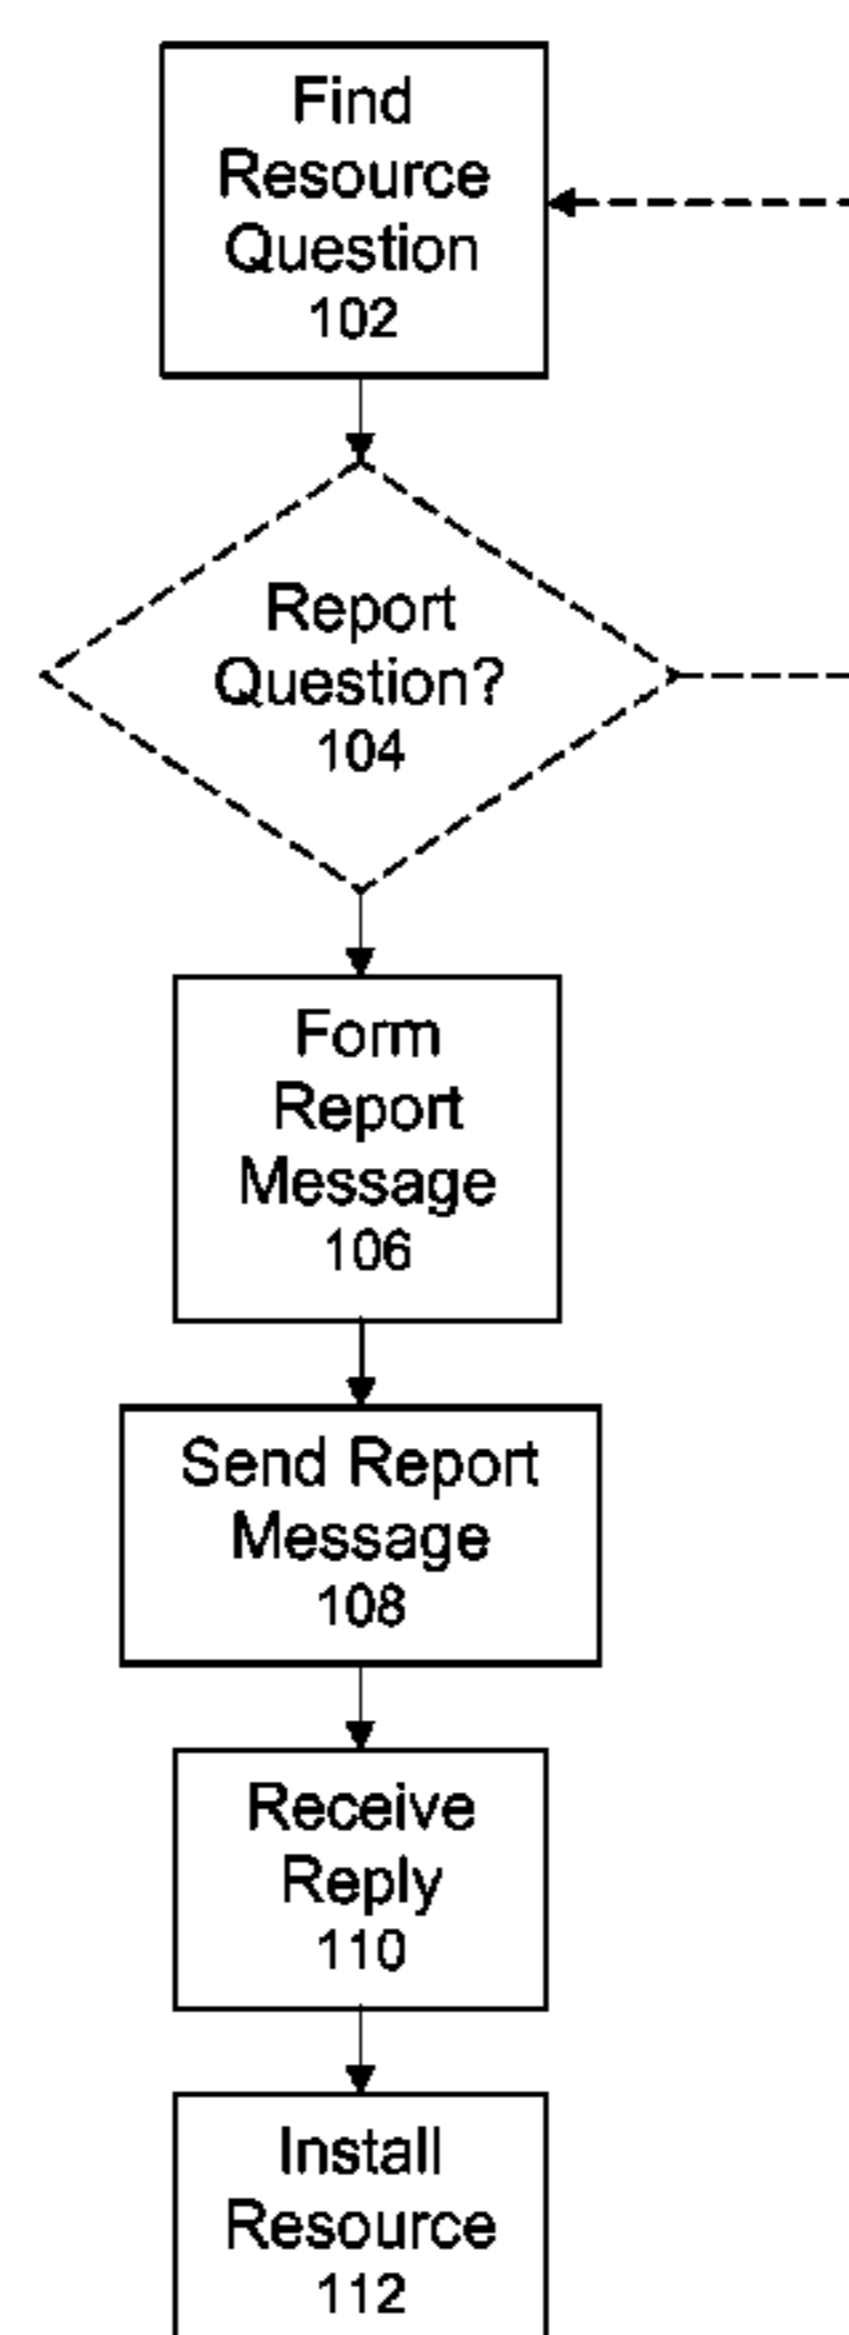 Find
Resource
Question
102
Report
Question?
104
Form
Report
Message
106
Send Report
Message
108
Receive
Reply
110
Install
Resource
112